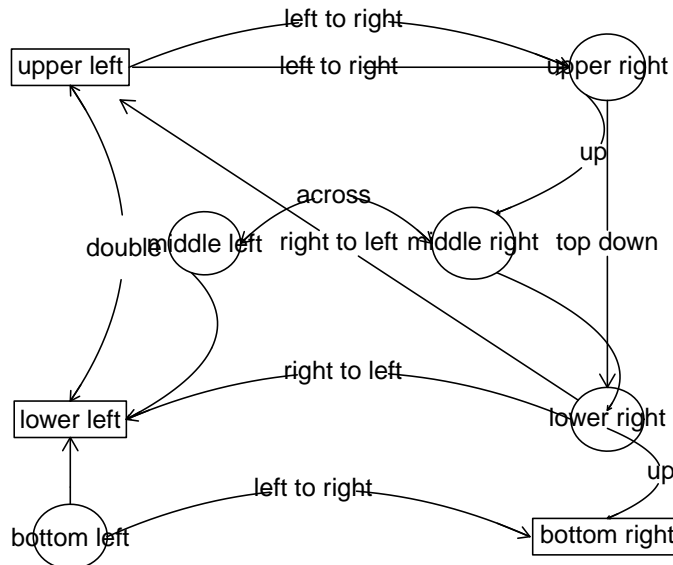 left to right
upper left
left to right
upper right
up
across
double
middle left
right to left
middle right
top down
right to left
lower left
lower right
up
left to right
bottom left
bottom right